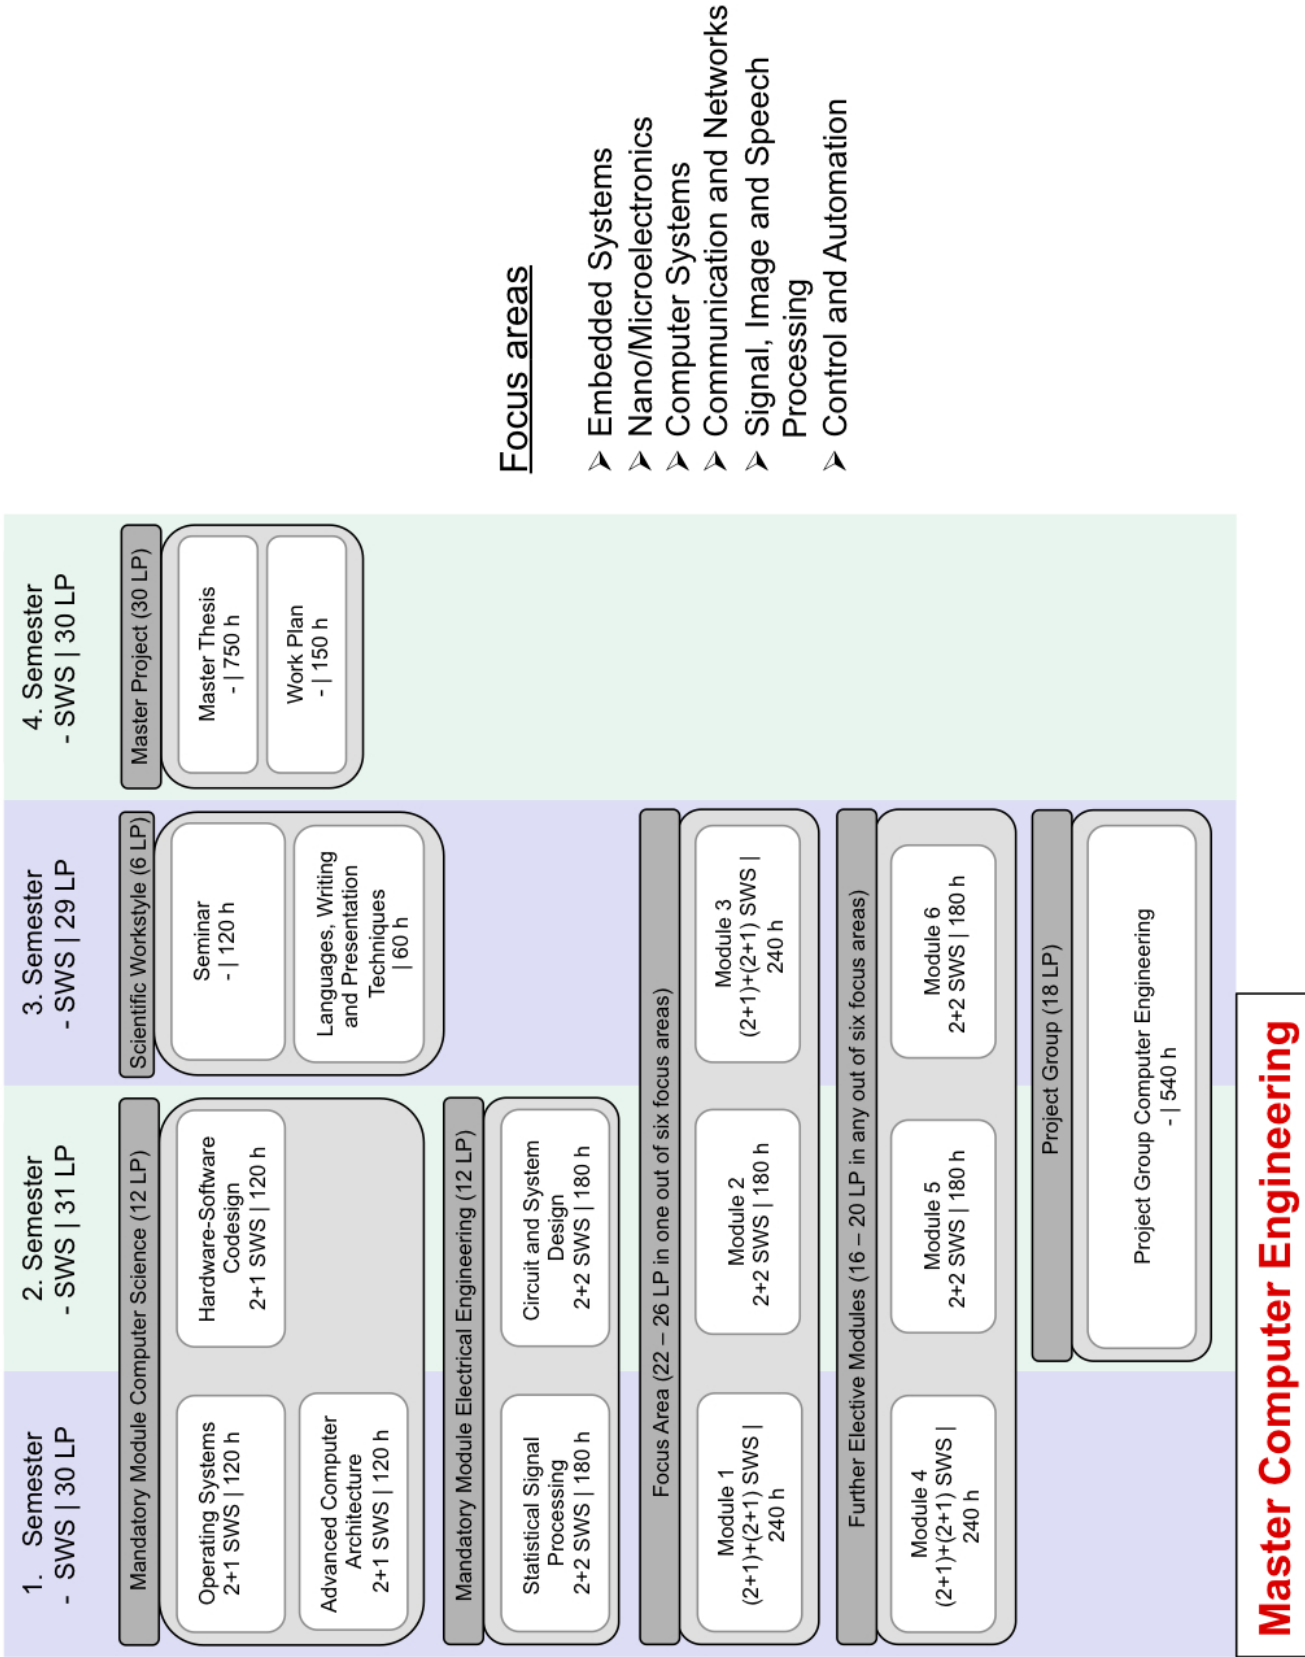 1. Semester
- SWS | 30 LP
2. Semester
- SWS | 31 LP
3. Semester
- SWS | 29 LP
4. Semester
- SWS | 30 LP
Mandatory Module Computer Science (12 LP)
Operating Systems
2+1 SWS | 120 h
Advanced Computer
Architecture
2+1 SWS | 120 h
Hardware-Software
Codesign
2+1 SWS | 120 h
Scientific Workstyle (6 LP)
Seminar
- | 120 h
Languages, Writing
and Presentation
Techniques
| 60 h
Master Project (30 LP)
Master Thesis
- | 750 h
Work Plan
- | 150 h
Mandatory Module Electrical Engineering (12 LP)
Statistical Signal
Processing
2+2 SWS | 180 h
Circuit and System
Design
2+2 SWS | 180 h
Focus Area (22 – 26 LP in one out of six focus areas)
Module 1
(2+1)+(2+1) SWS |
240 h
Module 2
2+2 SWS | 180 h
Module 3
(2+1)+(2+1) SWS |
240 h
Further Elective Modules (16 – 20 LP in any out of six focus areas)
Module 4
(2+1)+(2+1) SWS |
240 h
Module 5
2+2 SWS | 180 h
Module 6
2+2 SWS | 180 h
Project Group (18 LP)
Project Group Computer Engineering
- | 540 h
Focus areas
➢ Embedded Systems
➢ Nano/Microelectronics
➢ Computer Systems
➢ Communication and Networks
➢ Signal, Image and Speech
Processing
➢ Control and Automation
Master Computer Engineering